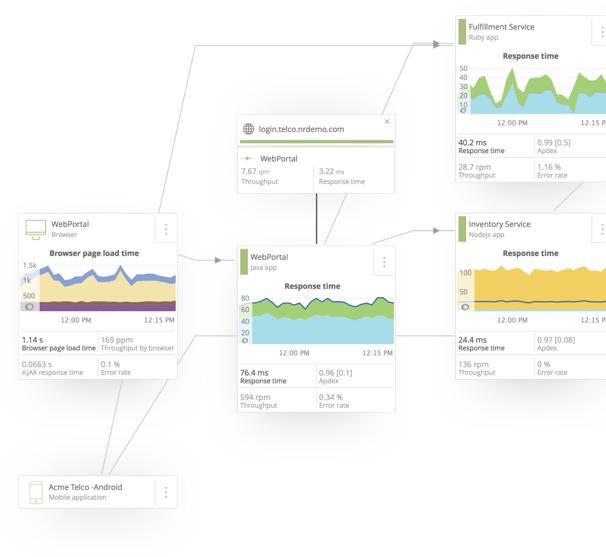 Fulfillment Service
Ruby app
Response time
50
40
30
20
10
0
12:00 PM
12:15 P
40.2 ms
Response time
0.99 [0.5]
Apdex
28.7 rpm
Throughput
1.16 %
Error rate
login.telco.nrdemo.com
WebPortal
7.67 rpm
Throughput
3.22 ms
Response time
WebPortal
Browser
Browser page load time
1.5k
1k
500
0
12:00 PM
12:15 PM
1.14 s
Browser page load time
169 ppm
Throughput by browser
0.0663 s
AJAX response time
0.1 %
Error rate
WebPortal
Java app
Response time
80
60
40
20
0
12:00 PM
12:15 PM
76.4 ms
Response time
0.96 [0.1]
Apdex
594 rpm
Throughput
0.34 %
Error rate
Inventory Service
Nodejs app
Response time
100
50
0
12:00 PM
12:15 P
24.4 ms
Response time
0.97 [0.08]
Apdex
136 rpm
Throughput
0 %
Error rate
Acme Telco -Android
Mobile application